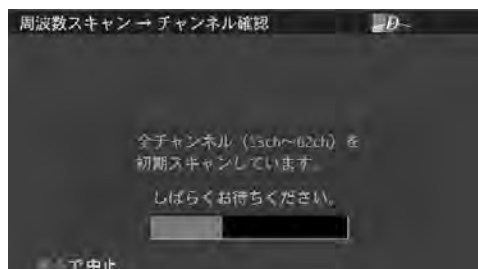 周波数スキャン → チャンネル確認
全チャンネル（13ch〜62ch）を
初期スキャンしています。
しばらくお待ちください。
で中止